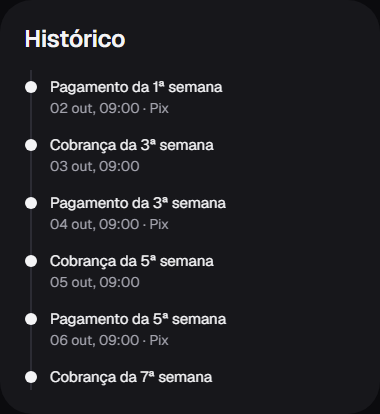 Histórico
Pagamento da 1ª semana
02 out, 09:00 · Pix
Cobrança da 3ª semana
03 out, 09:00
Pagamento da 3ª semana
04 out, 09:00 · Pix
Cobrança da 5ª semana
05 out, 09:00
Pagamento da 5ª semana
06 out, 09:00 · Pix
Cobrança da 7ª semana